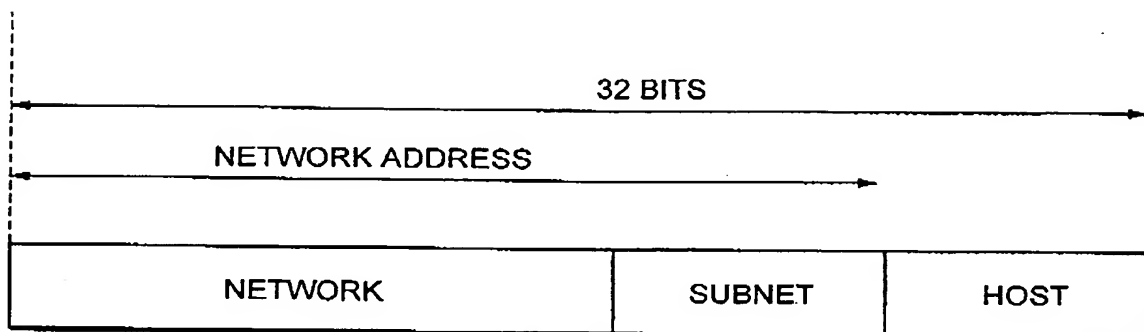 32 BITS
NETWORK ADDRESS
NETWORK SUBNET HOST